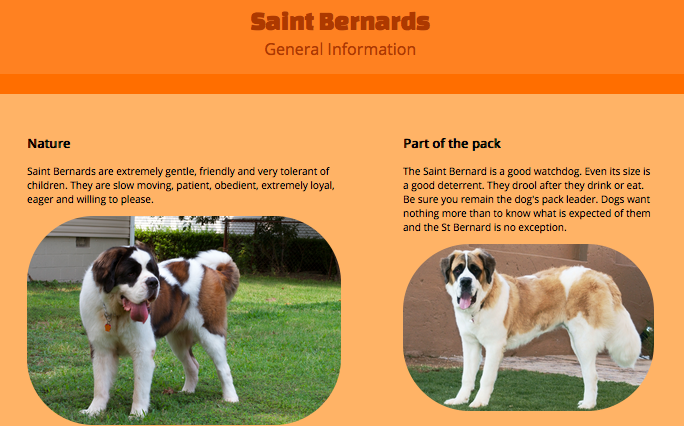 Saint Bernards
General Information
Nature
Saint Bernards are extremely gentle, friendly and very tolerant of
children. They are slow moving, patient, obedient, extremely loyal,
eager and willing to please.
Part of the pack
The Saint Bernard is a good watchdog. Even its size is
a good deterrent. They drool after they drink or eat.
Be sure you remain the dog's pack leader. Dogs want
nothing more than to know what is expected of them
and the St Bernard is no exception.